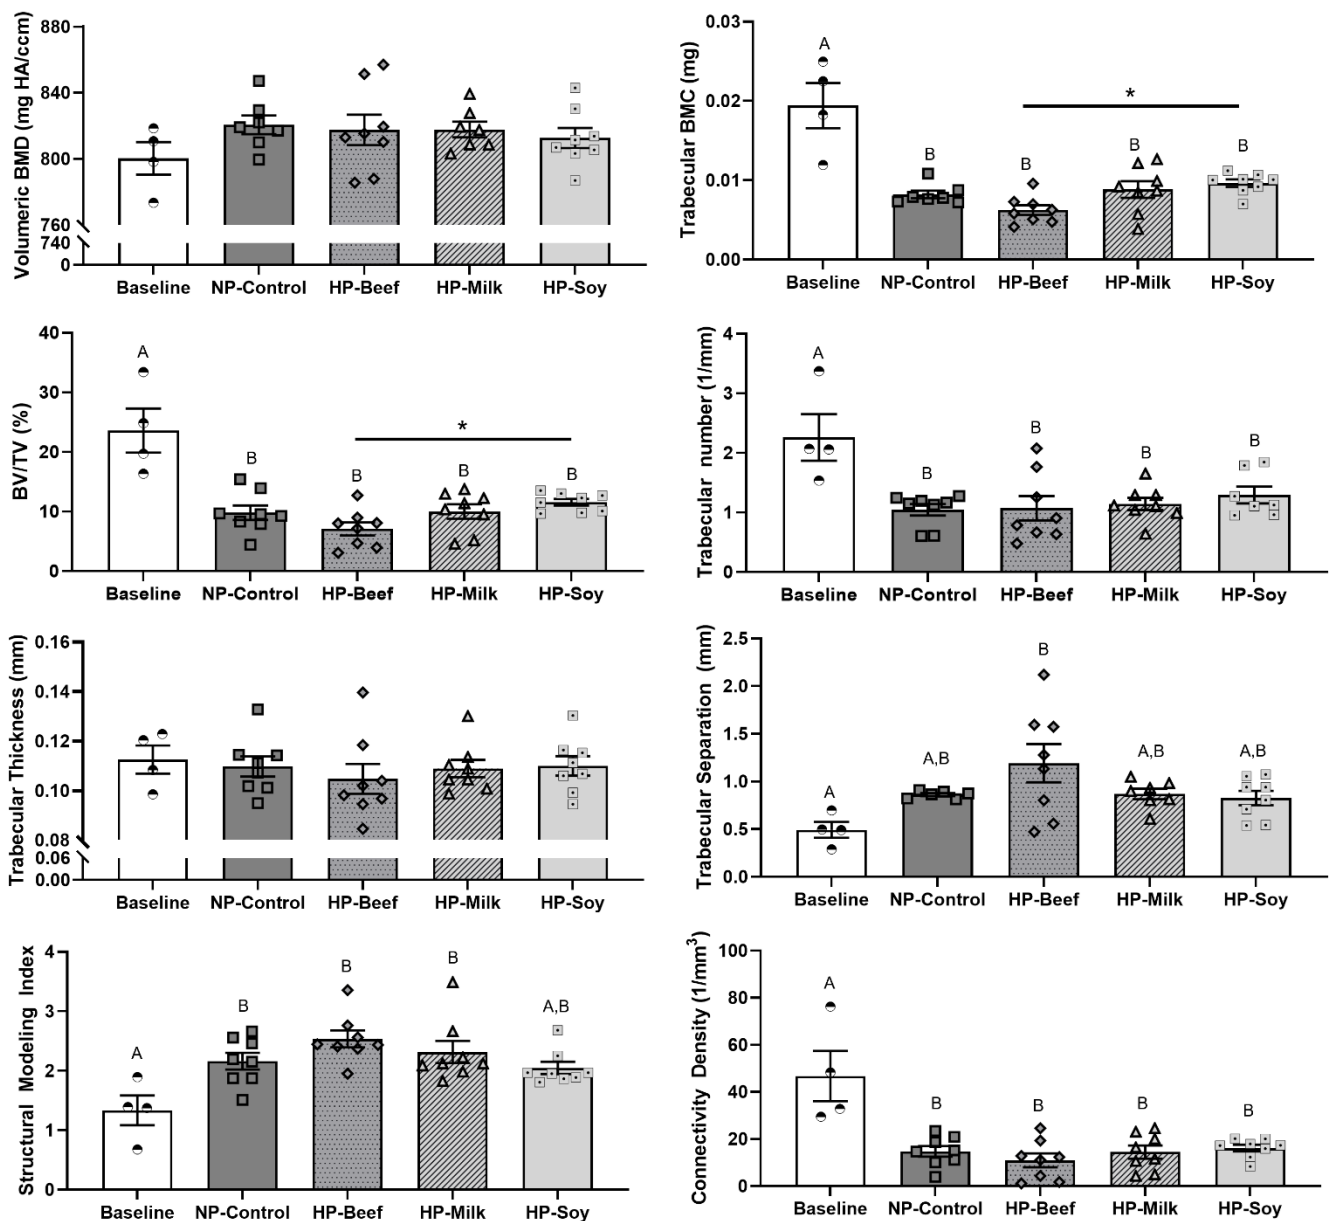 Volumeric BMD (mg HA/ccm)
880
840
800
760
740
0
Baseline NP-Control HP-Beef HP-Milk HP-Soy
Trabecular BMC (mg)
0.03
0.02
0.01
0.00
A
B
B
B
B
*
Baseline NP-Control HP-Beef HP-Milk HP-Soy
BV/TV (%)
40
30
20
10
0
A
B
B
B
B
*
Baseline NP-Control HP-Beef HP-Milk HP-Soy
Trabecular number (1/mm)
4
3
2
1
0
A
B
B
B
B
Baseline NP-Control HP-Beef HP-Milk HP-Soy
Trabecular Thickness (mm)
0.16
0.14
0.12
0.10
0.08
0.06
0.00
Baseline NP-Control HP-Beef HP-Milk HP-Soy
Trabecular Separation (mm)
2.5
2.0
1.5
1.0
0.5
0.0
A
A,B
B
A,B
A,B
Baseline NP-Control HP-Beef HP-Milk HP-Soy
Structural Modeling Index
4
3
2
1
0
A
B
B
B
A,B
Baseline NP-Control HP-Beef HP-Milk HP-Soy
Connectivity Density (1/mm³)
100
80
60
40
20
0
A
B
B
B
B
Baseline NP-Control HP-Beef HP-Milk HP-Soy